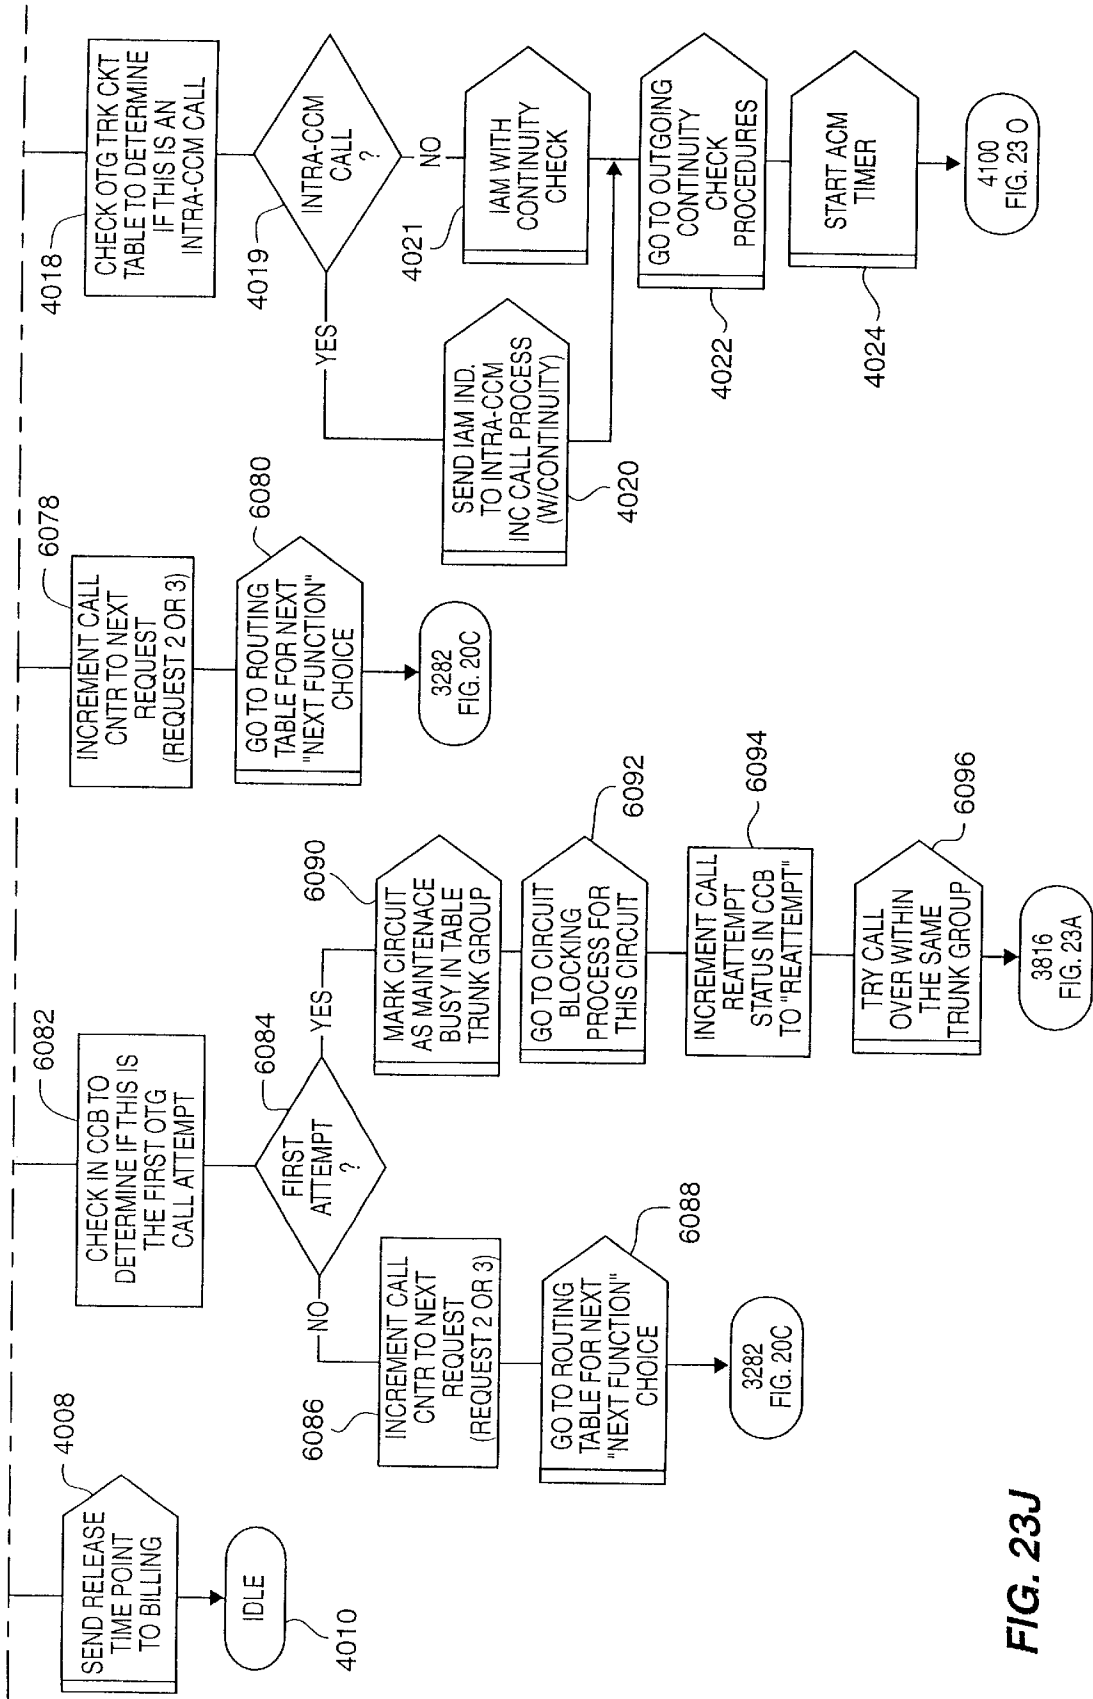 4008
SEND RELEASE
TIME POINT
TO BILLING
IDLE
4010
6082
CHECK IN CCB TO
DETERMINE IF THIS IS
THE FIRST OTG
CALL ATTEMPT
6084
FIRST
ATTEMPT
?
NO
YES
6086
INCREMENT CALL
CNTR TO NEXT
REQUEST
(REQUEST 2 OR 3)
GO TO ROUTING
TABLE FOR NEXT
"NEXT FUNCTION"
CHOICE
6088
3282
FIG. 20C
6090
MARK CIRCUIT
AS MAINTENACE
BUSY IN TABLE
TRUNK GROUP
GO TO CIRCUIT
BLOCKING
PROCESS FOR
THIS CIRCUIT
6092
INCREMENT CALL
REATTEMPT
STATUS IN CCB
TO "REATTEMPT"
6094
TRY CALL
OVER WITHIN
THE SAME
TRUNK GROUP
6096
3816
FIG. 23A
6078
INCREMENT CALL
CNTR TO NEXT
REQUEST
(REQUEST 2 OR 3)
6080
GO TO ROUTING
TABLE FOR NEXT
"NEXT FUNCTION"
CHOICE
3282
FIG. 20C
4018
CHECK OTG TRK CKT
TABLE TO DETERMINE
IF THIS IS AN
INTRA-CCM CALL
4019
INTRA-CCM
CALL
?
YES
NO
SEND IAM IND.
TO INTRA-CCM
INC CALL PROCESS
(W/CONTINUITY)
4020
4021
IAM WITH
CONTINUITY
CHECK
GO TO OUTGOING
CONTINUITY
CHECK
PROCEDURES
4022
START ACM
TIMER
4024
4100
FIG. 23 O
FIG. 23J